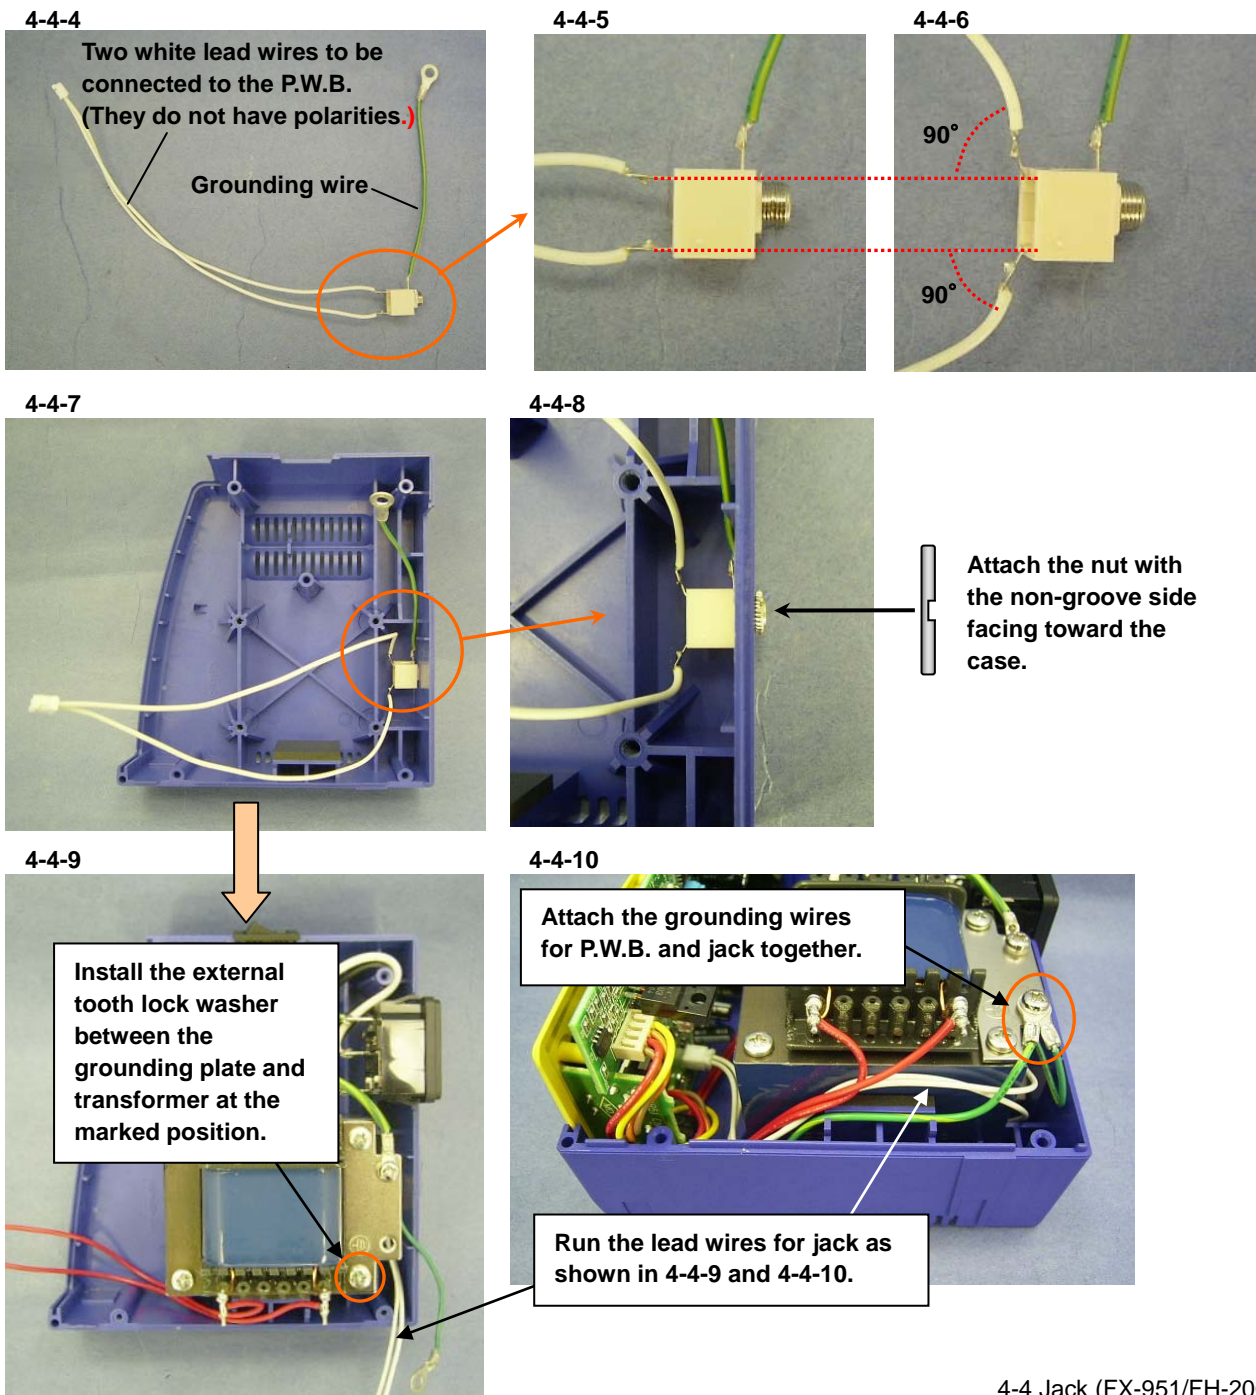 4-4-4
Two white lead wires to be
connected to the P.W.B.
(They do not have polarities.)
Grounding wire
4-4-5
4-4-6
90°
90°
4-4-7
4-4-8
Attach the nut with
the non-groove side
facing toward the
case.
4-4-9
Install the external
tooth lock washer
between the
grounding plate and
transformer at the
marked position.
4-4-10
Attach the grounding wires
for P.W.B. and jack together.
Run the lead wires for jack as
shown in 4-4-9 and 4-4-10.
4-4 Jack (FX-951/FH-20